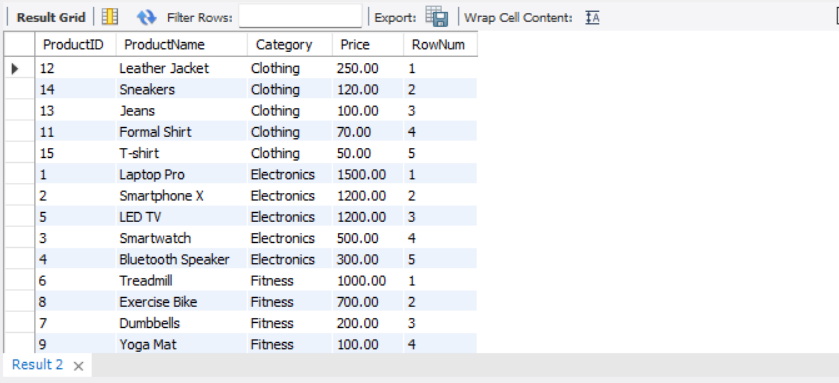 Result Grid Filter Rows: Export: Wrap Cell Content: IA
ProductID ProductName Category Price RowNum
12 Leather Jacket Clothing 250.00 1
14 Sneakers Clothing 120.00 2
13 Jeans Clothing 100.00 3
11 Formal Shirt Clothing 70.00 4
15 T-shirt Clothing 50.00 5
1 Laptop Pro Electronics 1500.00 1
2 Smartphone X Electronics 1200.00 2
5 LED TV Electronics 1200.00 3
3 Smartwatch Electronics 500.00 4
4 Bluetooth Speaker Electronics 300.00 5
6 Treadmill Fitness 1000.00 1
8 Exercise Bike Fitness 700.00 2
7 Dumbbells Fitness 200.00 3
9 Yoga Mat Fitness 100.00 4
Result 2